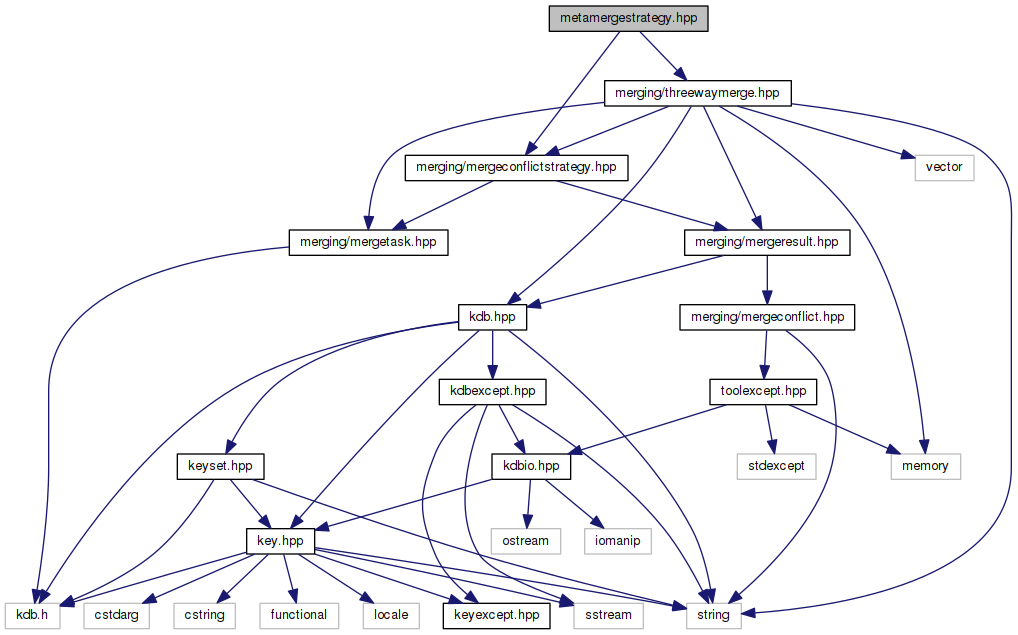 metamergestrategy.hpp
merging/threewaymerge.hpp
merging/mergeconflictstrategy.hpp
vector
merging/mergetask.hpp
merging/mergeresult.hpp
kdb.hpp
merging/mergeconflict.hpp
kdbexcept.hpp
toolexcept.hpp
keyset.hpp
kdbio.hpp
stdexcept
memory
key.hpp
ostream
iomanip
kdb.h
cstdarg
cstring
functional
locale
keyexcept.hpp
sstream
string